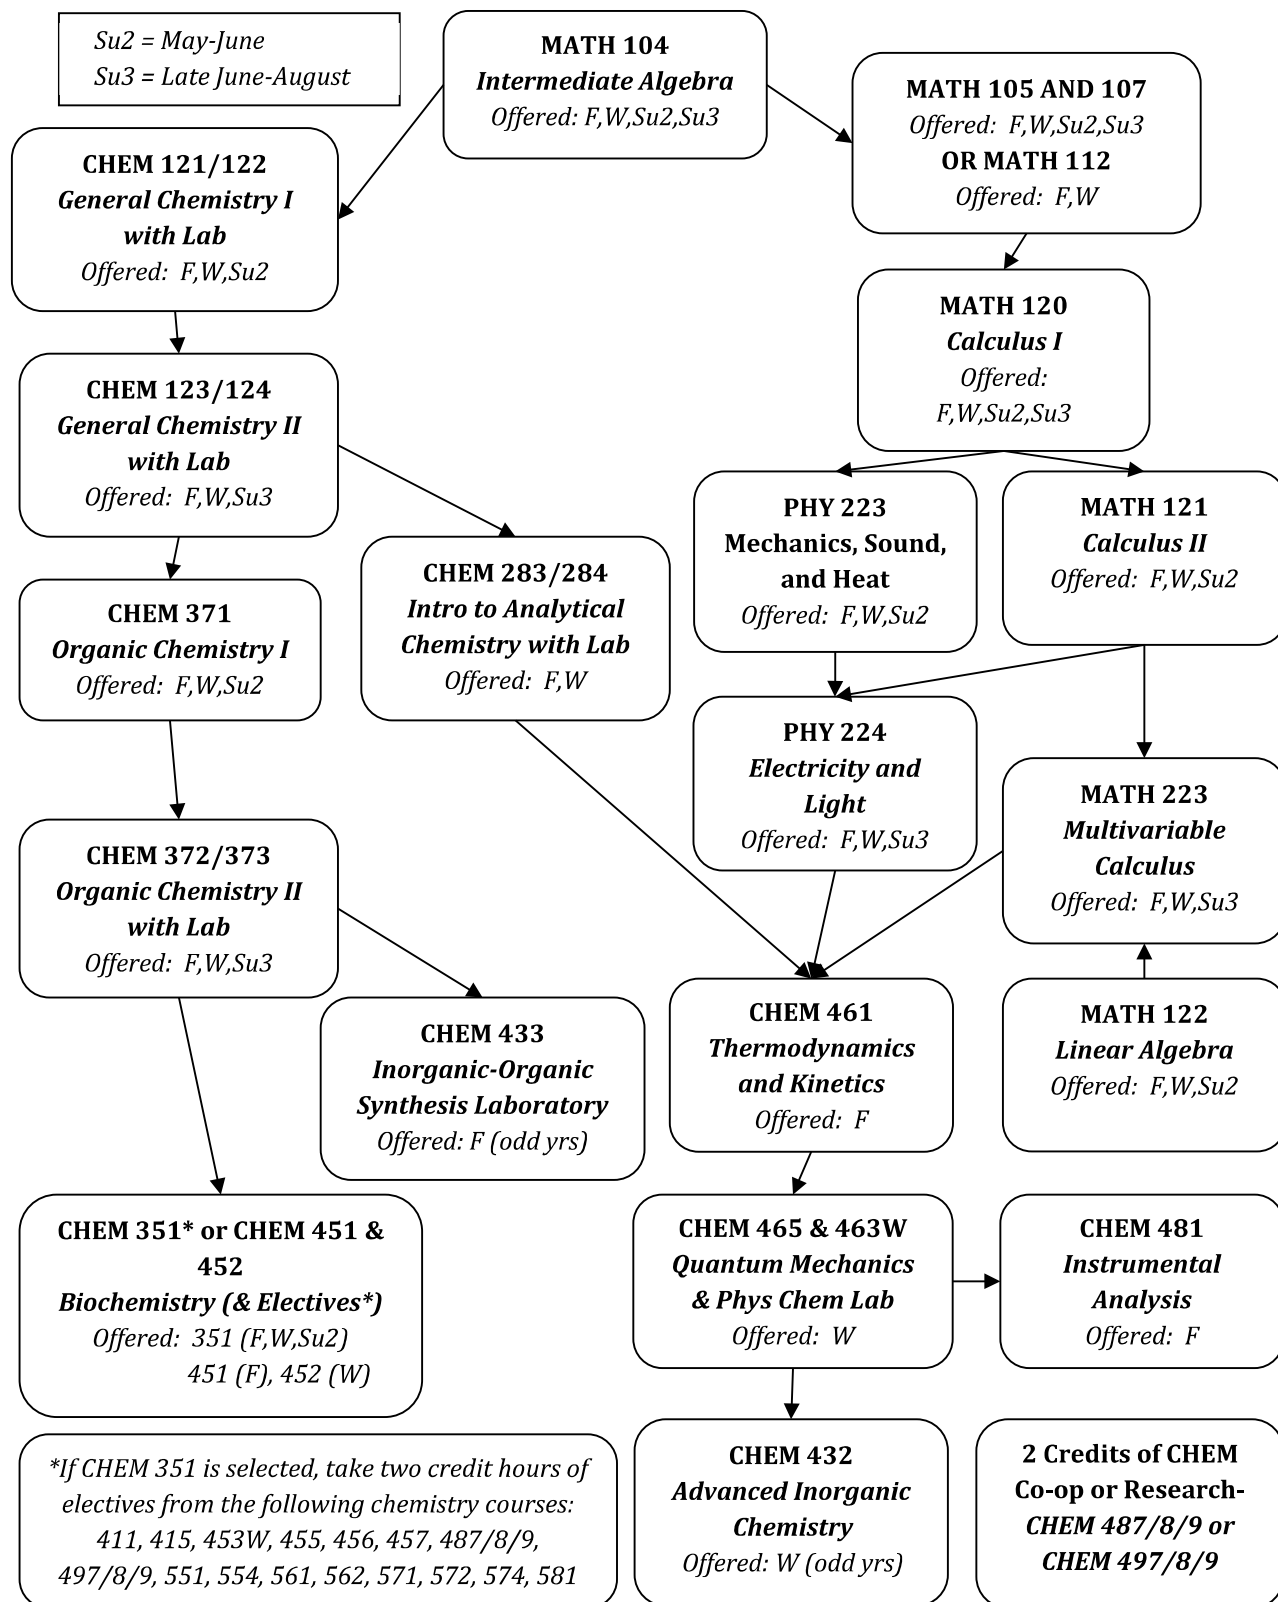 Su2 = May-June
Su3 = Late June-August
MATH 104
Intermediate Algebra
Offered: F,W,Su2,Su3
MATH 105 AND 107
Offered: F,W,Su2,Su3
OR MATH 112
Offered: F,W
CHEM 121/122
General Chemistry I
with Lab
Offered: F,W,Su2
MATH 120
Calculus I
Offered:
F,W,Su2,Su3
CHEM 123/124
General Chemistry II
with Lab
Offered: F,W,Su3
PHY 223
Mechanics, Sound,
and Heat
Offered: F,W,Su2
MATH 121
Calculus II
Offered: F,W,Su2
CHEM 283/284
Intro to Analytical
Chemistry with Lab
Offered: F,W
CHEM 371
Organic Chemistry I
Offered: F,W,Su2
PHY 224
Electricity and
Light
Offered: F,W,Su3
MATH 223
Multivariable
Calculus
Offered: F,W,Su3
CHEM 372/373
Organic Chemistry II
with Lab
Offered: F,W,Su3
CHEM 433
Inorganic-Organic
Synthesis Laboratory
Offered: F (odd yrs)
CHEM 461
Thermodynamics
and Kinetics
Offered: F
MATH 122
Linear Algebra
Offered: F,W,Su2
CHEM 351* or CHEM 451 &
452
Biochemistry (& Electives*)
Offered: 351 (F,W,Su2)
451 (F), 452 (W)
CHEM 465 & 463W
Quantum Mechanics
& Phys Chem Lab
Offered: W
CHEM 481
Instrumental
Analysis
Offered: F
*If CHEM 351 is selected, take two credit hours of
electives from the following chemistry courses:
411, 415, 453W, 455, 456, 457, 487/8/9,
497/8/9, 551, 554, 561, 562, 571, 572, 574, 581
CHEM 432
Advanced Inorganic
Chemistry
Offered: W (odd yrs)
2 Credits of CHEM
Co-op or Research-
CHEM 487/8/9 or
CHEM 497/8/9